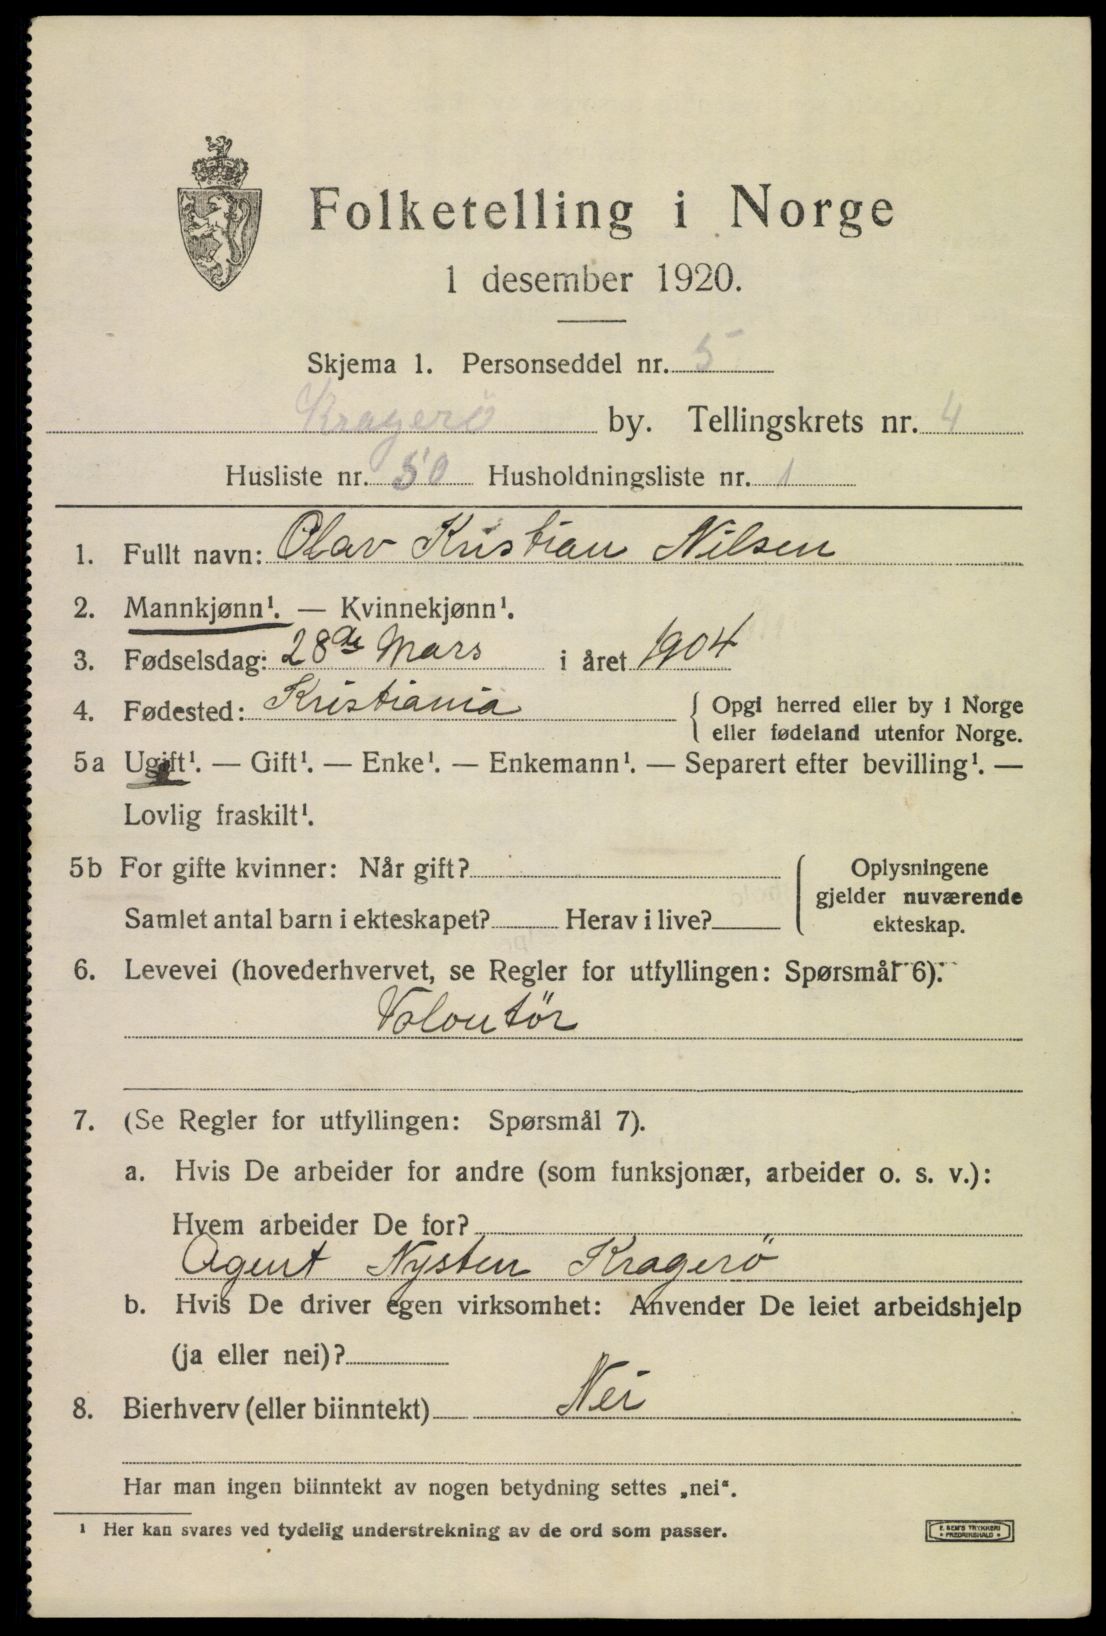 Folketelling i Norge
1 desember 1920.
Skjema 1. Personseddel nr. 5
Kragerö by. Tellingskrets nr. 4
Husliste nr. 50 Husholdningsliste nr. 1
1. Fullt navn: Olav Kristian Nilsen
2. Mannkjønn¹. — Kvinnekjønn¹.
3. Fødselsdag: 28de Mars i året 1904
4. Fødested: Kristiania { Opgi herred eller by i Norge
eller fødeland utenfor Norge.
5a Ugift¹. — Gift¹. — Enke¹. — Enkemann¹. — Separert efter bevilling¹. —
Lovlig fraskilt¹.
5b For gifte kvinner: Når gift? { Oplysningene
gjelder nuværende
Samlet antal barn i ekteskapet? Herav i live? ekteskap.
6. Levevei (hovederhvervet, se Regler for utfyllingen: Spørsmål 6).
Volontör
7. (Se Regler for utfyllingen: Spørsmål 7).
a. Hvis De arbeider for andre (som funksjonær, arbeider o. s. v.):
Hvem arbeider De for?
Agent Nysten Kragerö
b. Hvis De driver egen virksomhet: Anvender De leiet arbeidshjelp
(ja eller nei)?
8. Bierhverv (eller biinntekt) Nei
Har man ingen biinntekt av nogen betydning settes „nei“.
¹ Her kan svares ved tydelig understrekning av de ord som passer.
E. SEM'S TRYKKERI
• FREDRIKSHALD •